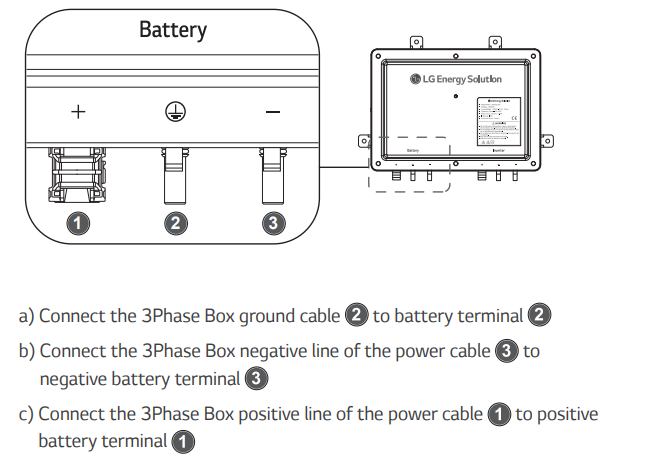 Battery
+
−
1
2
3
LG Energy Solution
CE
Battery
Inverter
a) Connect the 3Phase Box ground cable 2 to battery terminal 2
b) Connect the 3Phase Box negative line of the power cable 3 to
negative battery terminal 3
c) Connect the 3Phase Box positive line of the power cable 1 to positive
battery terminal 1